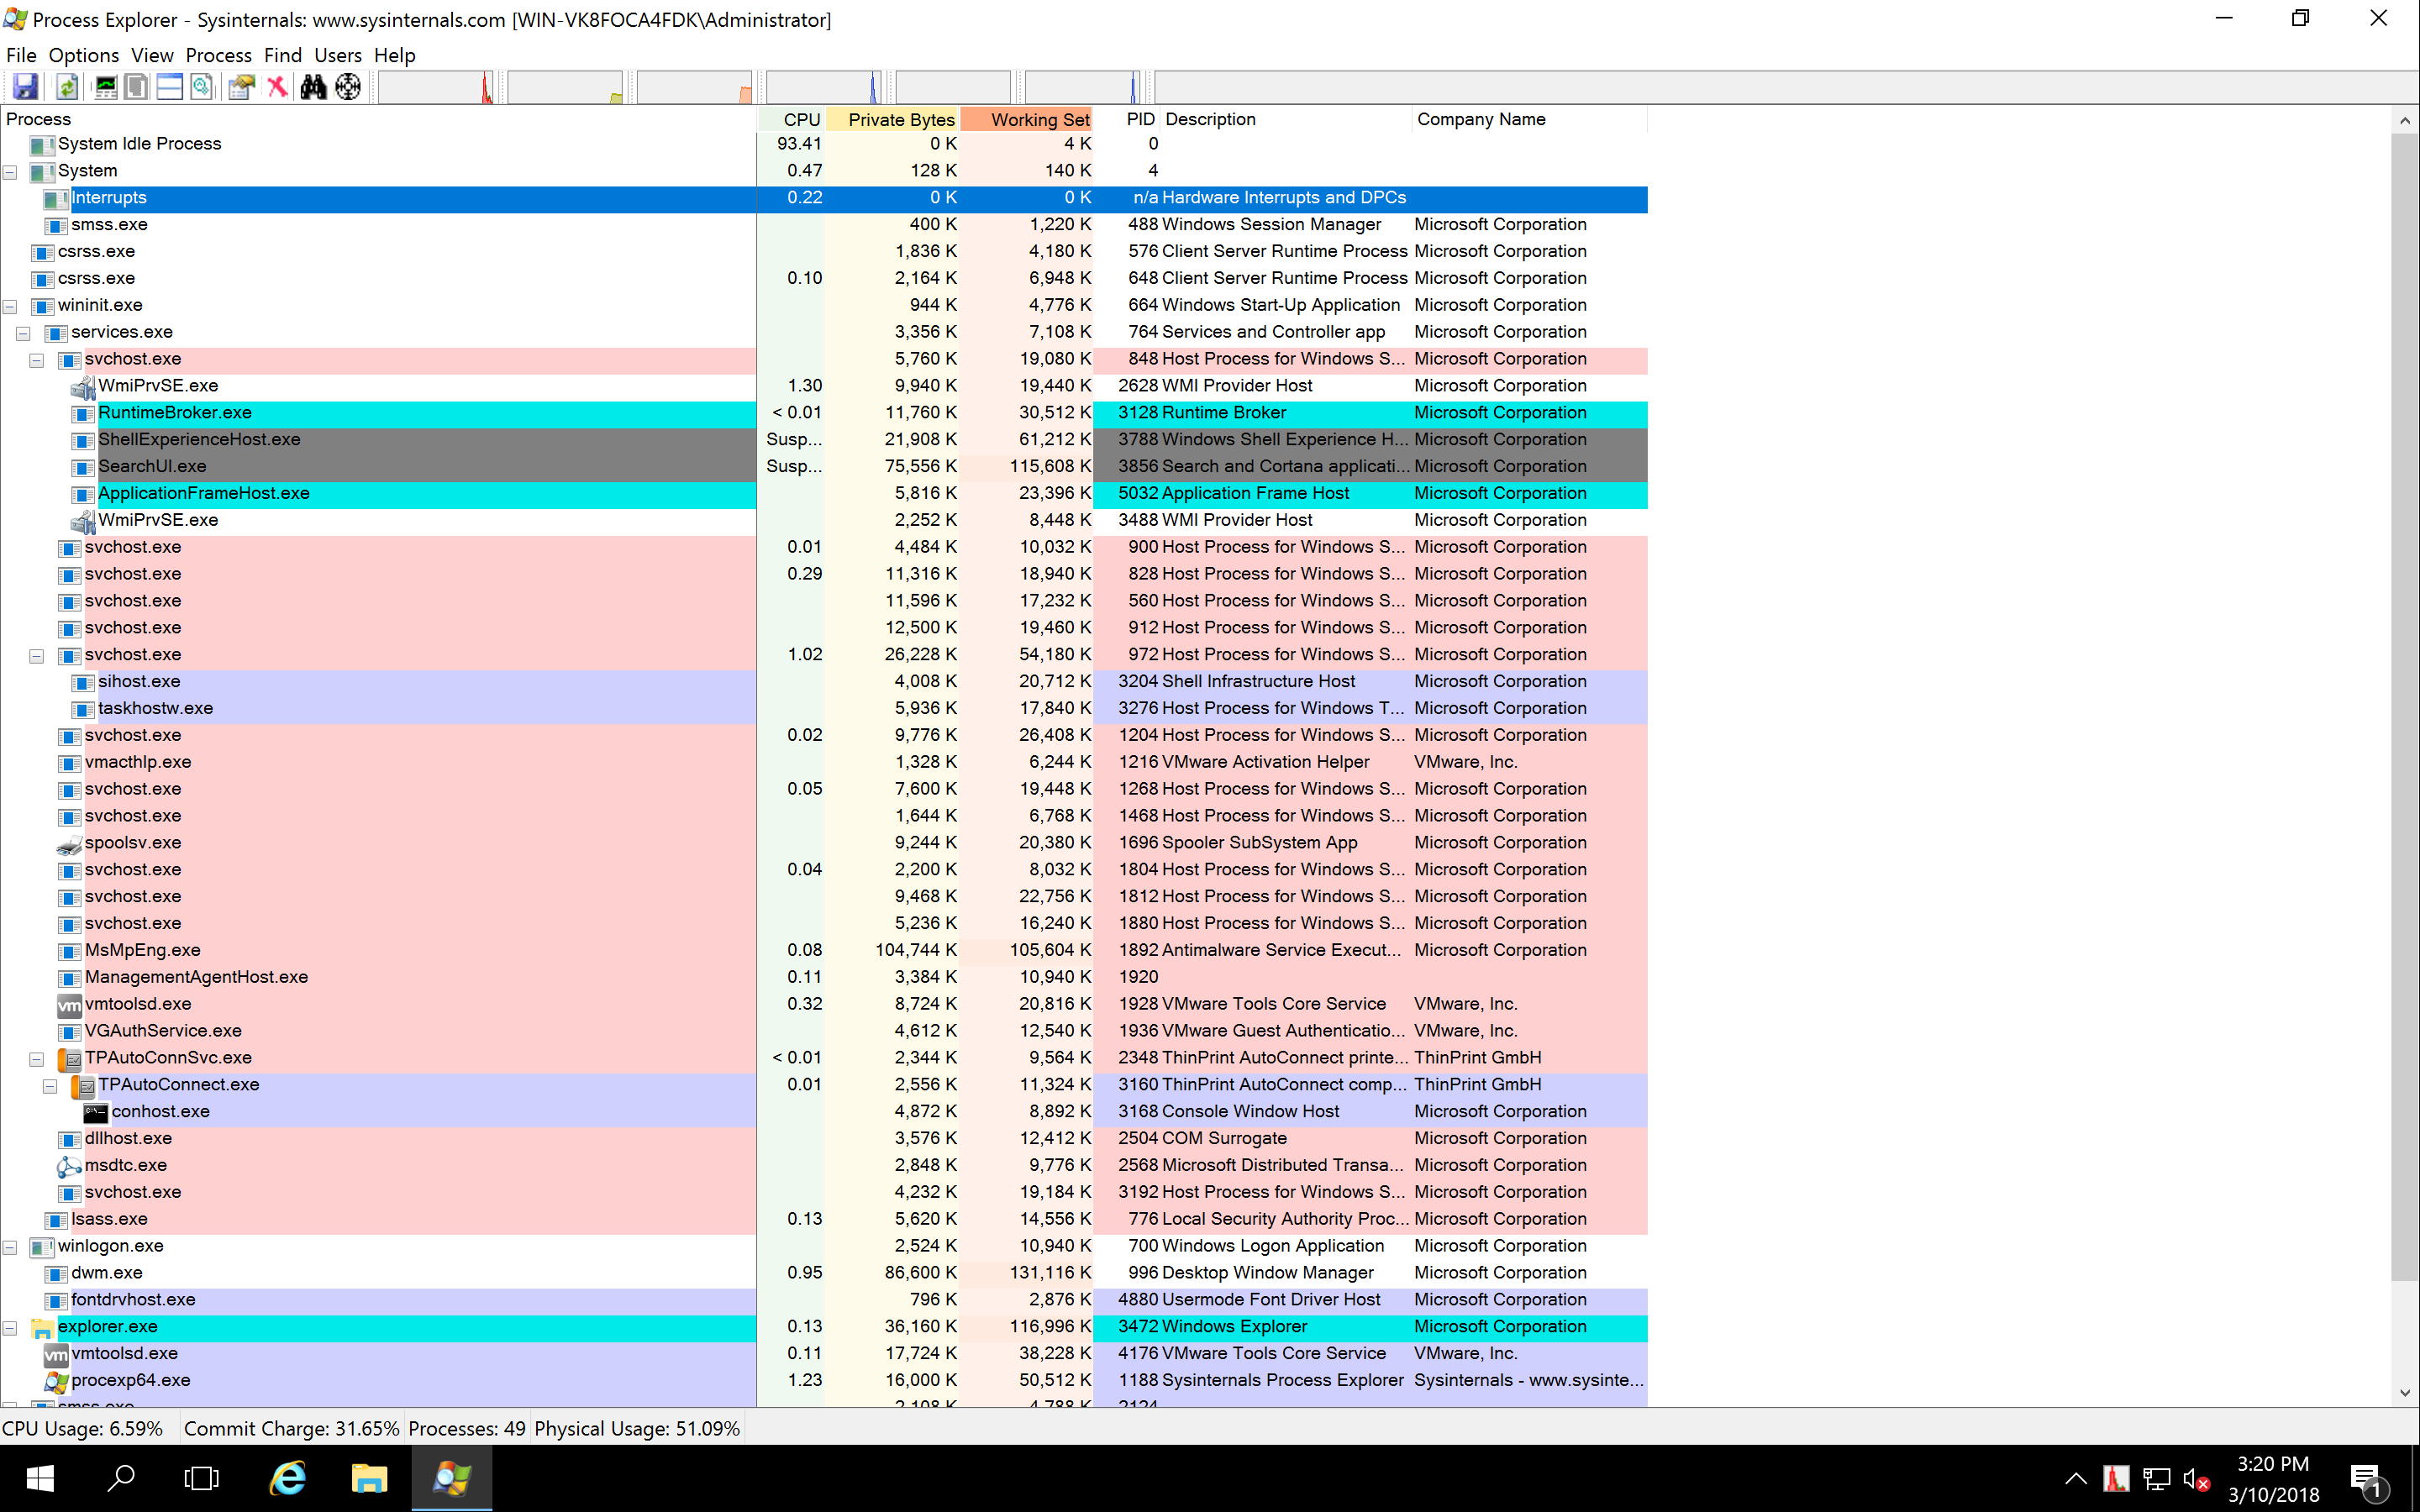 Process Explorer - Sysinternals: www.sysinternals.com [WIN-VK8FOCA4FDK\Administrator]
File Options View Process Find Users Help
Process CPU Private Bytes Working Set PID Description Company Name
System Idle Process 93.41 0 K 4 K 0
System 0.47 128 K 140 K 4
Interrupts 0.22 0 K 0 K n/a Hardware Interrupts and DPCs
smss.exe 400 K 1,220 K 488 Windows Session Manager Microsoft Corporation
csrss.exe 1,836 K 4,180 K 576 Client Server Runtime Process Microsoft Corporation
csrss.exe 0.10 2,164 K 6,948 K 648 Client Server Runtime Process Microsoft Corporation
wininit.exe 944 K 4,776 K 664 Windows Start-Up Application Microsoft Corporation
services.exe 3,356 K 7,108 K 764 Services and Controller app Microsoft Corporation
svchost.exe 5,760 K 19,080 K 848 Host Process for Windows S... Microsoft Corporation
WmiPrvSE.exe 1.30 9,940 K 19,440 K 2628 WMI Provider Host Microsoft Corporation
RuntimeBroker.exe < 0.01 11,760 K 30,512 K 3128 Runtime Broker Microsoft Corporation
ShellExperienceHost.exe Susp... 21,908 K 61,212 K 3788 Windows Shell Experience H... Microsoft Corporation
SearchUI.exe Susp... 75,556 K 115,608 K 3856 Search and Cortana applicati... Microsoft Corporation
ApplicationFrameHost.exe 5,816 K 23,396 K 5032 Application Frame Host Microsoft Corporation
WmiPrvSE.exe 2,252 K 8,448 K 3488 WMI Provider Host Microsoft Corporation
svchost.exe 0.01 4,484 K 10,032 K 900 Host Process for Windows S... Microsoft Corporation
svchost.exe 0.29 11,316 K 18,940 K 828 Host Process for Windows S... Microsoft Corporation
svchost.exe 11,596 K 17,232 K 560 Host Process for Windows S... Microsoft Corporation
svchost.exe 12,500 K 19,460 K 912 Host Process for Windows S... Microsoft Corporation
svchost.exe 1.02 26,228 K 54,180 K 972 Host Process for Windows S... Microsoft Corporation
sihost.exe 4,008 K 20,712 K 3204 Shell Infrastructure Host Microsoft Corporation
taskhostw.exe 5,936 K 17,840 K 3276 Host Process for Windows T... Microsoft Corporation
svchost.exe 0.02 9,776 K 26,408 K 1204 Host Process for Windows S... Microsoft Corporation
vmacthlp.exe 1,328 K 6,244 K 1216 VMware Activation Helper VMware, Inc.
svchost.exe 0.05 7,600 K 19,448 K 1268 Host Process for Windows S... Microsoft Corporation
svchost.exe 1,644 K 6,768 K 1468 Host Process for Windows S... Microsoft Corporation
spoolsv.exe 9,244 K 20,380 K 1696 Spooler SubSystem App Microsoft Corporation
svchost.exe 0.04 2,200 K 8,032 K 1804 Host Process for Windows S... Microsoft Corporation
svchost.exe 9,468 K 22,756 K 1812 Host Process for Windows S... Microsoft Corporation
svchost.exe 5,236 K 16,240 K 1880 Host Process for Windows S... Microsoft Corporation
MsMpEng.exe 0.08 104,744 K 105,604 K 1892 Antimalware Service Execut... Microsoft Corporation
ManagementAgentHost.exe 0.11 3,384 K 10,940 K 1920
vm vmtoolsd.exe 0.32 8,724 K 20,816 K 1928 VMware Tools Core Service VMware, Inc.
VGAuthService.exe 4,612 K 12,540 K 1936 VMware Guest Authenticatio... VMware, Inc.
TPAutoConnSvc.exe < 0.01 2,344 K 9,564 K 2348 ThinPrint AutoConnect printe... ThinPrint GmbH
TPAutoConnect.exe 0.01 2,556 K 11,324 K 3160 ThinPrint AutoConnect comp... ThinPrint GmbH
conhost.exe 4,872 K 8,892 K 3168 Console Window Host Microsoft Corporation
dllhost.exe 3,576 K 12,412 K 2504 COM Surrogate Microsoft Corporation
msdtc.exe 2,848 K 9,776 K 2568 Microsoft Distributed Transa... Microsoft Corporation
svchost.exe 4,232 K 19,184 K 3192 Host Process for Windows S... Microsoft Corporation
lsass.exe 0.13 5,620 K 14,556 K 776 Local Security Authority Proc... Microsoft Corporation
winlogon.exe 2,524 K 10,940 K 700 Windows Logon Application Microsoft Corporation
dwm.exe 0.95 86,600 K 131,116 K 996 Desktop Window Manager Microsoft Corporation
fontdrvhost.exe 796 K 2,876 K 4880 Usermode Font Driver Host Microsoft Corporation
explorer.exe 0.13 36,160 K 116,996 K 3472 Windows Explorer Microsoft Corporation
vm vmtoolsd.exe 0.11 17,724 K 38,228 K 4176 VMware Tools Core Service VMware, Inc.
procexp64.exe 1.23 16,000 K 50,512 K 1188 Sysinternals Process Explorer Sysinternals - www.sysinte...
smss.exe 2,108 K 4,788 K 2124
CPU Usage: 6.59% Commit Charge: 31.65% Processes: 49 Physical Usage: 51.09%
3:20 PM
3/10/2018
1